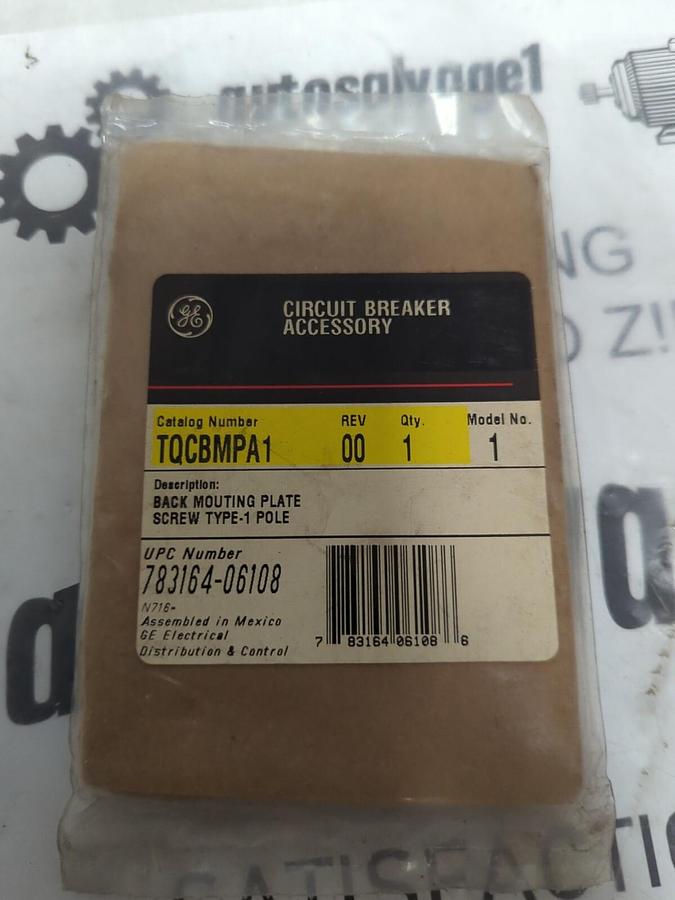 autosalvage1
NG
GE
CIRCUIT BREAKER
ACCESSORY
Catalog Number REV Qty. Model No.
TQCBMPA1 00 1 1
Description:
BACK MOUTING PLATE
SCREW TYPE-1 POLE
UPC Number
783164-06108
N716-
Assembled in Mexico
GE Electrical
Distribution & Control
7 83164 06108 6
SATISFACTI